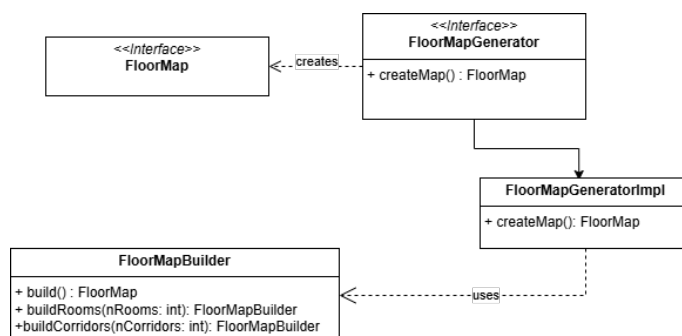 <<Interface>>
FloorMap
creates
<<Interface>>
FloorMapGenerator
+ createMap() : FloorMap
FloorMapGeneratorImpl
+ createMap(): FloorMap
FloorMapBuilder
+ build() : FloorMap
+ buildRooms(nRooms: int): FloorMapBuilder
+buildCorridors(nCorridors: int): FloorMapBuilder
uses